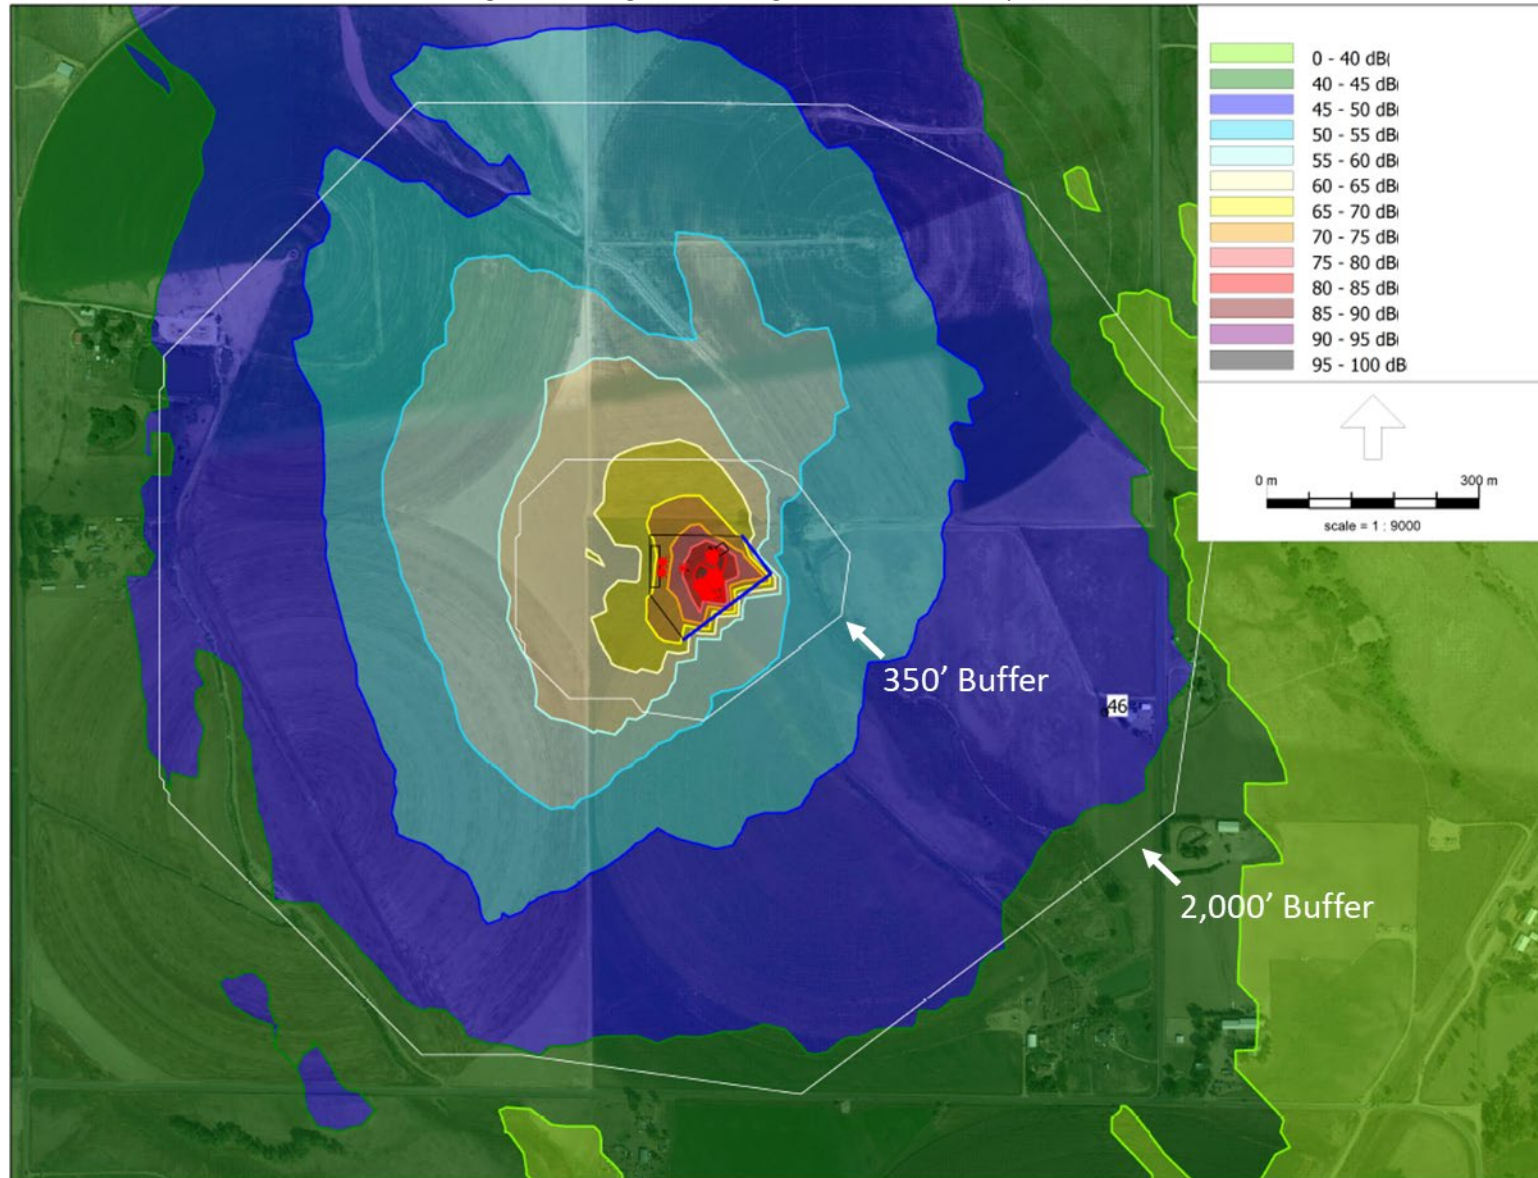 0 - 40 dB(
40 - 45 dB(
45 - 50 dB(
50 - 55 dB(
55 - 60 dB(
60 - 65 dB(
65 - 70 dB(
70 - 75 dB(
75 - 80 dB(
80 - 85 dB(
85 - 90 dB(
90 - 95 dB(
95 - 100 dB
0 m 300 m
scale = 1 : 9000
350’ Buffer
46
2,000’ Buffer